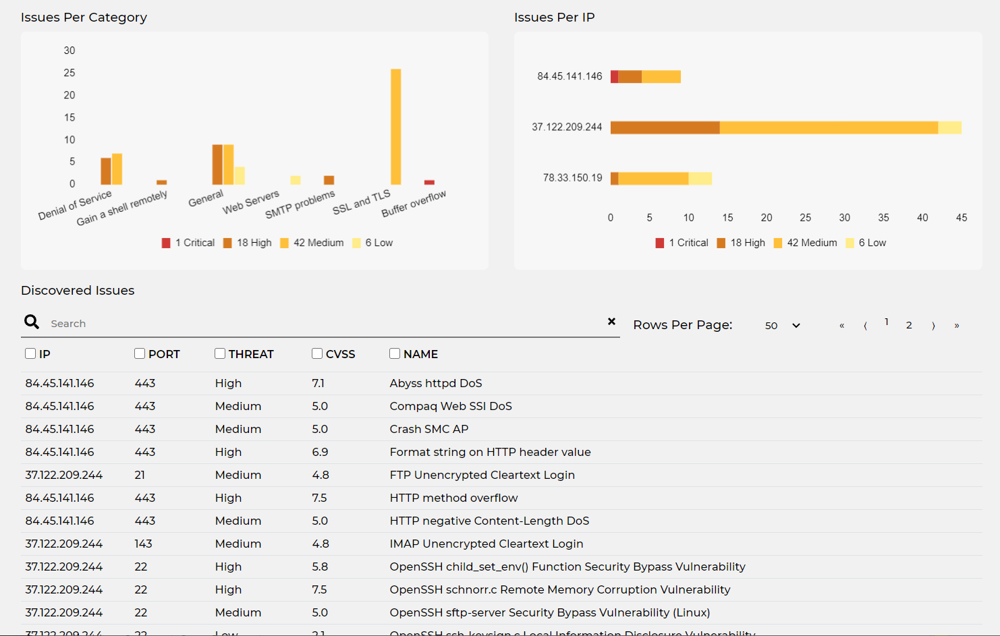 Issues Per Category
Issues Per IP
30
25
20
15
10
5
0
Denial of Service
Gain a shell remotely
General
Web Servers
SMTP problems
SSL and TLS
Buffer overflow
1 Critical 18 High 42 Medium 6 Low
84.45.141.146
37.122.209.244
78.33.150.19
0 5 10 15 20 25 30 35 40 45
1 Critical 18 High 42 Medium 6 Low
Discovered Issues
Search × Rows Per Page: 50 « ⟨ 1 2 ⟩ »
IP PORT THREAT CVSS NAME
84.45.141.146 443 High 7.1 Abyss httpd DoS
84.45.141.146 443 Medium 5.0 Compaq Web SSI DoS
84.45.141.146 443 Medium 5.0 Crash SMC AP
84.45.141.146 443 High 6.9 Format string on HTTP header value
37.122.209.244 21 Medium 4.8 FTP Unencrypted Cleartext Login
84.45.141.146 443 High 7.5 HTTP method overflow
84.45.141.146 443 Medium 5.0 HTTP negative Content-Length DoS
37.122.209.244 143 Medium 4.8 IMAP Unencrypted Cleartext Login
37.122.209.244 22 High 5.8 OpenSSH child_set_env() Function Security Bypass Vulnerability
37.122.209.244 22 High 7.5 OpenSSH schnorr.c Remote Memory Corruption Vulnerability
37.122.209.244 22 Medium 5.0 OpenSSH sftp-server Security Bypass Vulnerability (Linux)
37.122.209.244 22 Low 2.1 OpenSSH ssh-keysign.c Local Information Disclosure Vulnerability